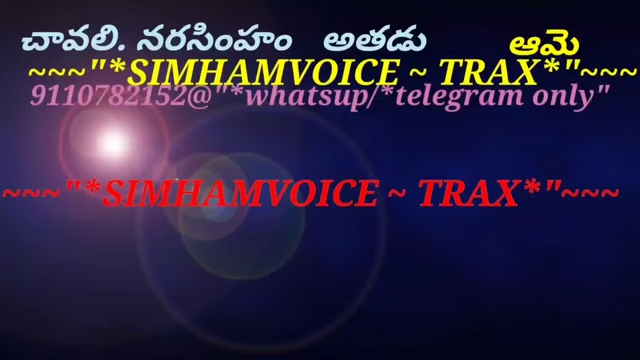 చావలి. నరసింహం అతడు ఆమె
~~~"*SIMHAMVOICE ~ TRAX*"~~~
9110782152@"*whatsup/*telegram only"
~~~"*SIMHAMVOICE ~ TRAX*"~~~